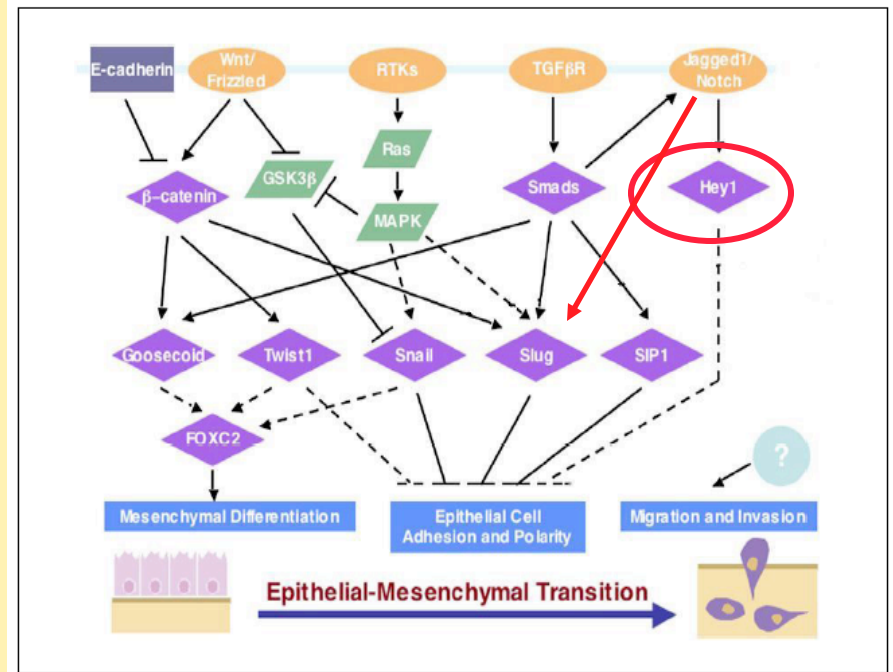 E-cadherin
Wnt/
Frizzled
RTKs
TGFβR
Jagged1/
Notch
Ras
GSK3β
β-catenin
Smads
Hey1
MAPK
Goosecoid
Twist1
Snail
Slug
SIP1
FOXC2
?
Mesenchymal Differentiation
Epithelial Cell
Adhesion and Polarity
Migration and Invasion
Epithelial-Mesenchymal Transition